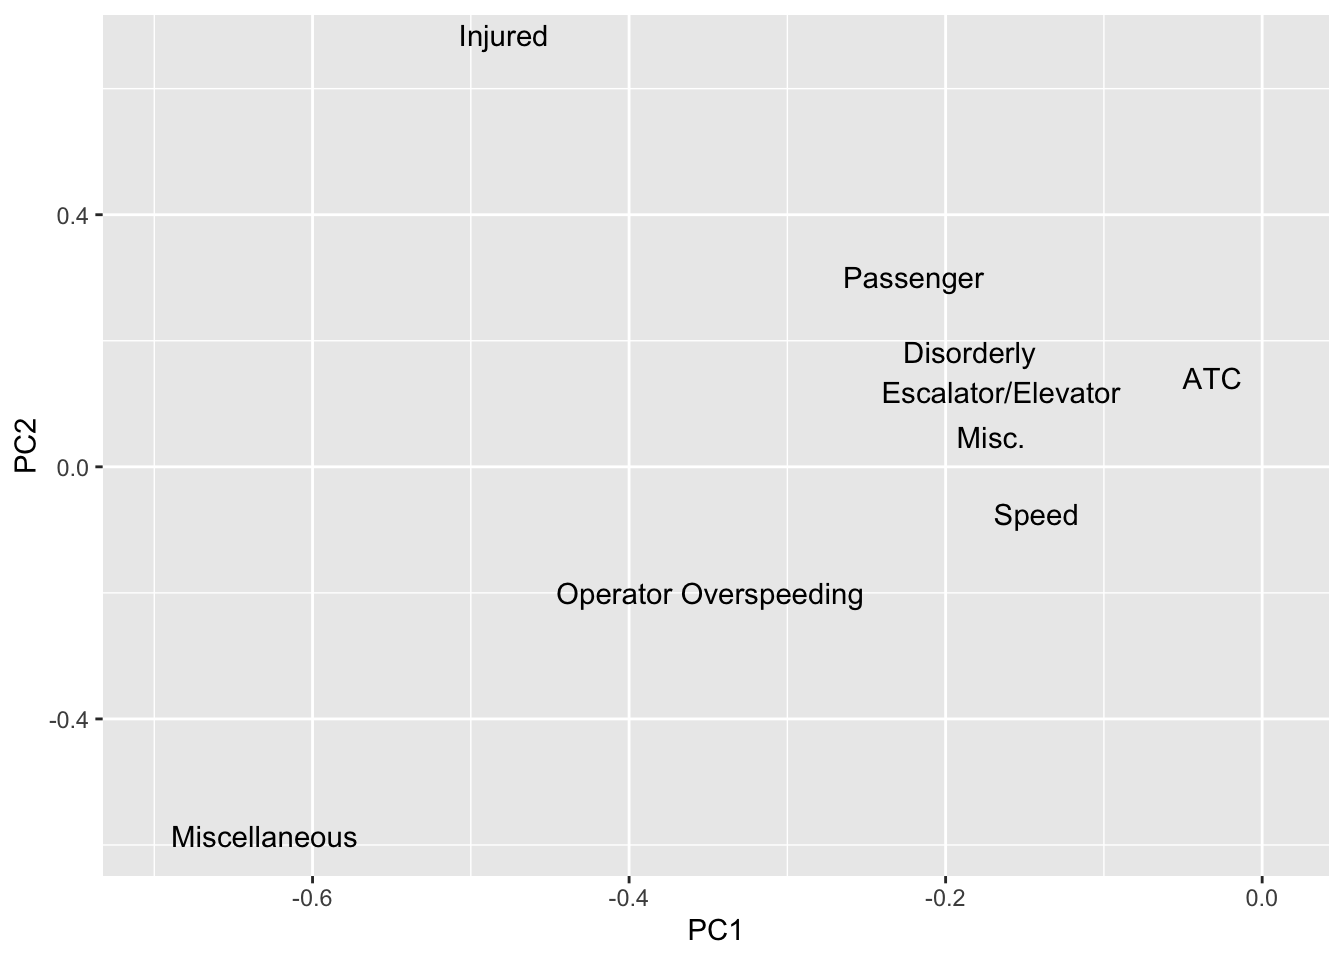 Injured
0.4
Passenger
Disorderly
ATC
Escalator/Elevator
Misc.
PC2
0.0
Speed
Operator Overspeeding
-0.4
Miscellaneous
-0.6
-0.4
-0.2
0.0
PC1